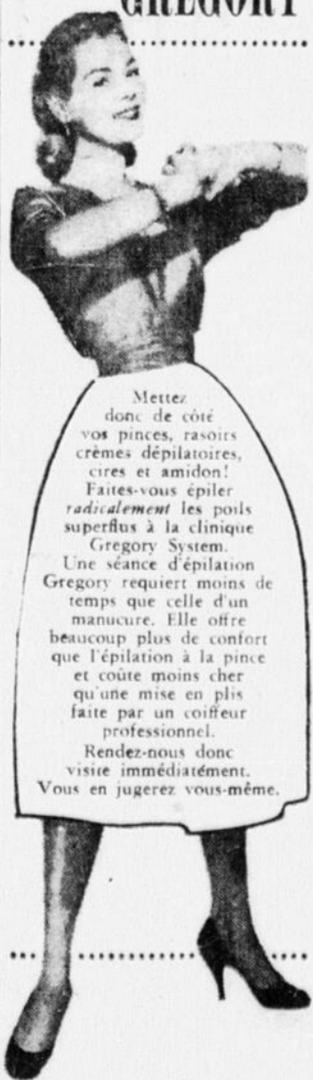 GREGORY
Mettez
donc de côté
vos pinces, rasoirs
crèmes dépilatoires,
cires et amidon!
Faites-vous épiler
radicalement les poils
superflus à la clinique
Gregory System.
Une séance d'épilation
Gregory requiert moins de
temps que celle d'un
manucure. Elle offre
beaucoup plus de confort
que l'épilation à la pince
et coûte moins cher
qu'une mise en plis
faite par un coiffeur
professionnel.
Rendez-nous donc
visite immédiatement.
Vous en jugerez vous-même.